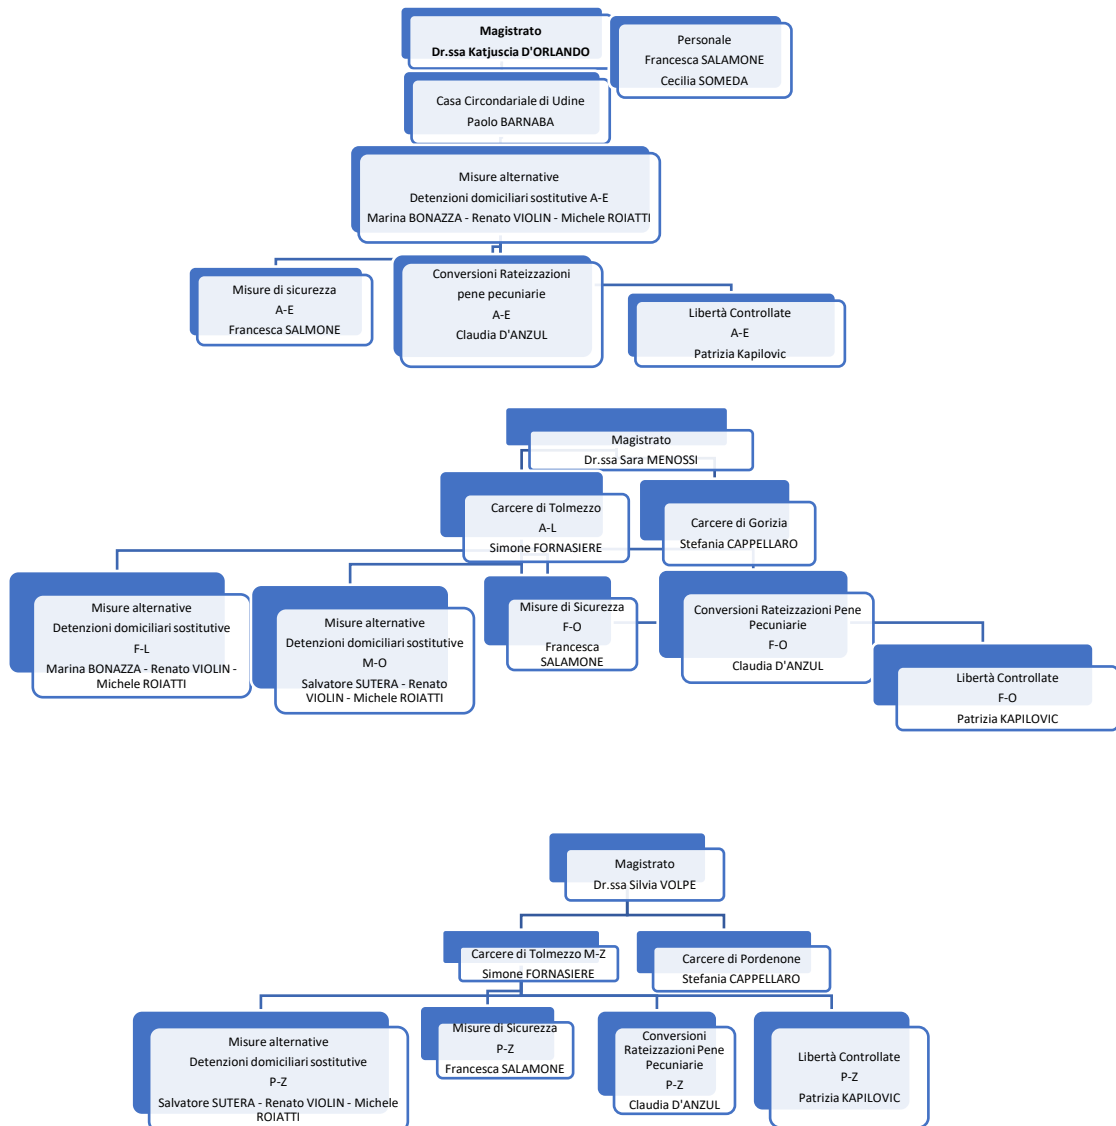 Magistrato
Dr.ssa Katjuscia D'ORLANDO
Personale
Francesca SALAMONE
Cecilia SOMEDA
Casa Circondariale di Udine
Paolo BARNABA
Misure alternative
Detenzioni domiciliari sostitutive A-E
Marina BONAZZA - Renato VIOLIN - Michele ROIATTI
Misure di sicurezza
A-E
Francesca SALMONE
Conversioni Rateizzazioni
pene pecuniarie
A-E
Claudia D'ANZUL
Libertà Controllate
A-E
Patrizia Kapilovic
Magistrato
Dr.ssa Sara MENOSSI
Carcere di Tolmezzo
A-L
Simone FORNASIERE
Carcere di Gorizia
Stefania CAPPELLARO
Misure alternative
Detenzioni domiciliari sostitutive
F-L
Marina BONAZZA - Renato VIOLIN -
Michele ROIATTI
Misure alternative
Detenzioni domiciliari sostitutive
M-O
Salvatore SUTERA - Renato
VIOLIN - Michele ROIATTI
Misure di Sicurezza
F-O
Francesca
SALAMONE
Conversioni Rateizzazioni Pene
Pecuniarie
F-O
Claudia D'ANZUL
Libertà Controllate
F-O
Patrizia KAPILOVIC
Magistrato
Dr.ssa Silvia VOLPE
Carcere di Tolmezzo M-Z
Simone FORNASIERE
Carcere di Pordenone
Stefania CAPPELLARO
Misure alternative
Detenzioni domiciliari sostitutive
P-Z
Salvatore SUTERA - Renato VIOLIN - Michele
ROIATTI
Misure di Sicurezza
P-Z
Francesca SALAMONE
Conversioni
Rateizzazioni Pene
Pecuniarie
P-Z
Claudia D'ANZUL
Libertà Controllate
P-Z
Patrizia KAPILOVIC